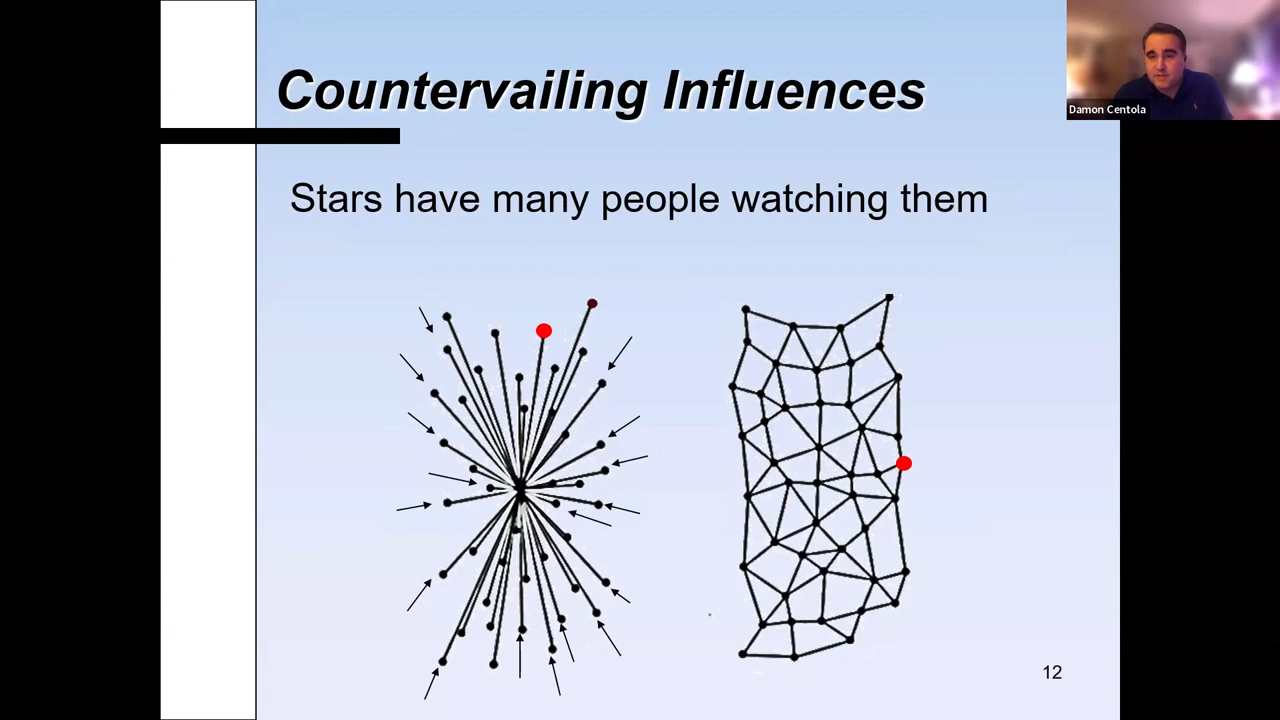 Countervailing Influences
Damon Centola
Stars have many people watching them
12